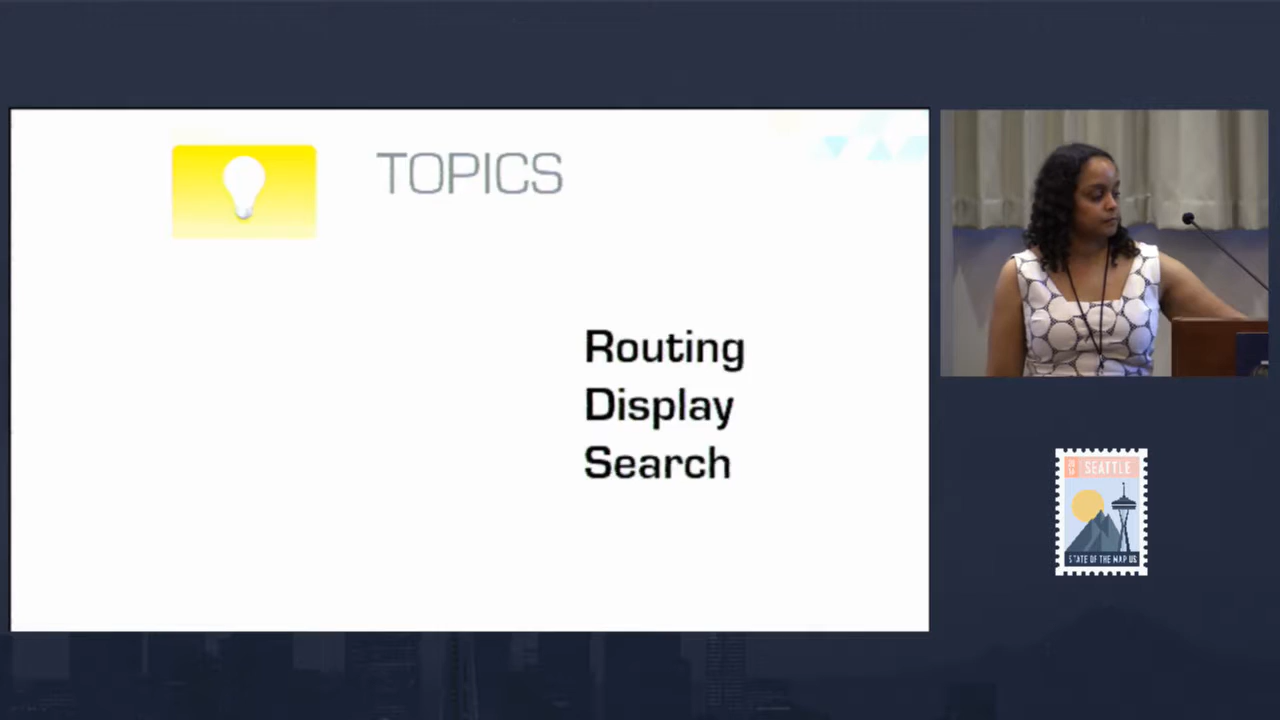 TOPICS
Routing
Display
Search
SEATTLE
STATE OF THE MAP US